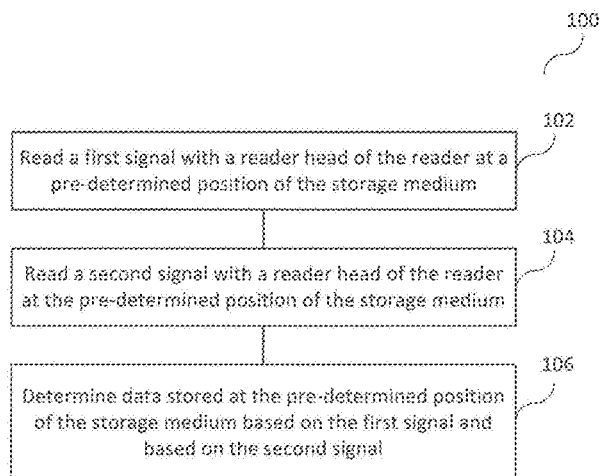 100
102
Read a first signal with a reader head of the reader at a
pre-determined position of the storage medium
104
Read a second signal with a reader head of the reader
at the pre-determined position of the storage medium
106
Determine data stored at the pre-determined position
of the storage medium based on the first signal and
based on the second signal